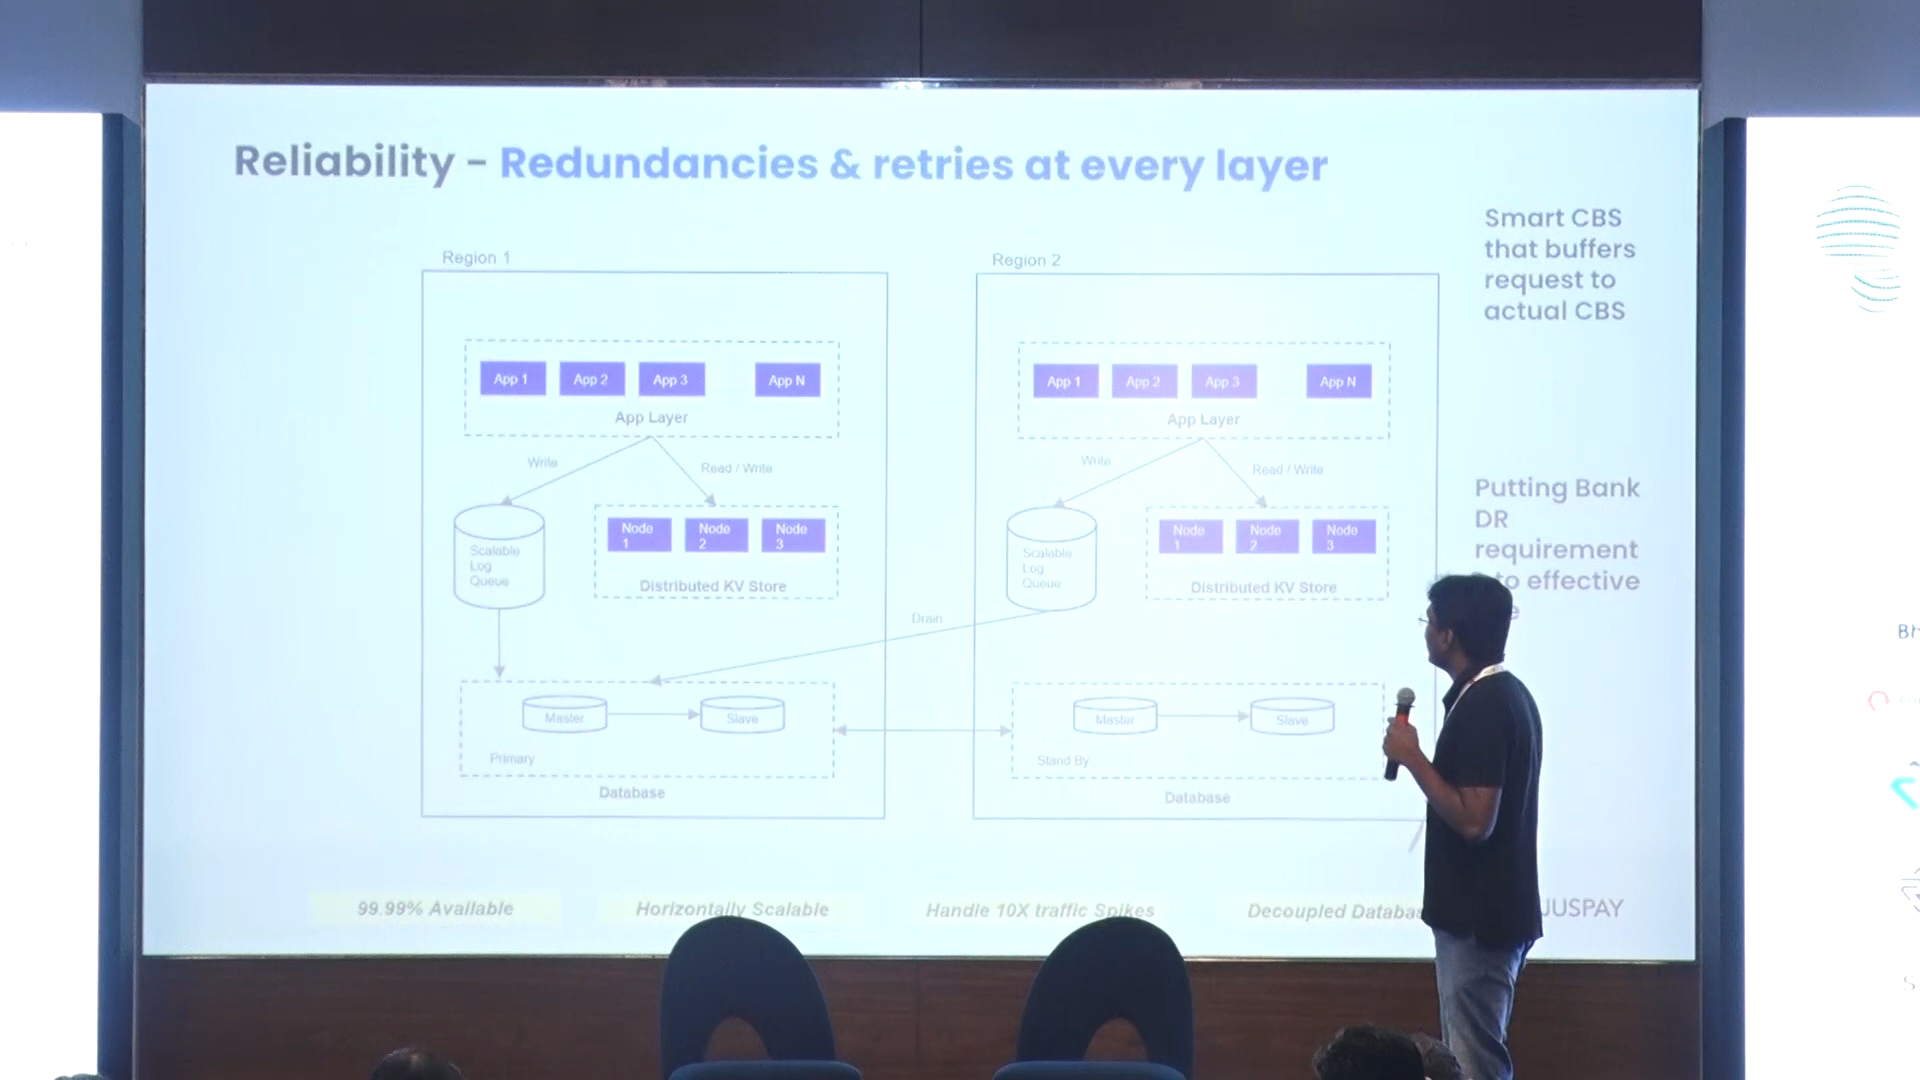 Reliability - Redundancies & retries at every layer
Smart CBS
that buffers
request to
actual CBS
Region 1
Region 2
App 1
App 2
App 3
App N
App Layer
App 1
App 2
App 3
App N
App Layer
Write
Read / Write
Write
Read / Write
Putting Bank
DR
requirement
to effective
Scalable
Log
Queue
Node
1
Node
2
Node
3
Distributed KV Store
Scalable
Log
Queue
Node
1
Node
2
Node
3
Distributed KV Store
Drain
Master
Slave
Primary
Database
Master
Slave
Stand By
Database
99.99% Available
Horizontally Scalable
Handle 10X traffic Spikes
Decoupled
JUSPAY